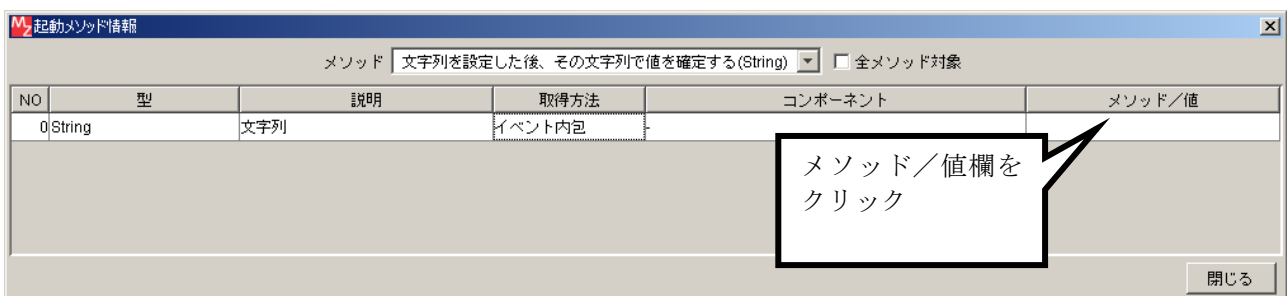 MZ 起動メソッド情報
メソッド 文字列を設定した後、その文字列で値を確定する(String) 全メソッド対象
NO 型 説明 取得方法 コンポーネント メソッド/値
0 String 文字列 イベント内包 -
メソッド/値欄を
クリック
閉じる